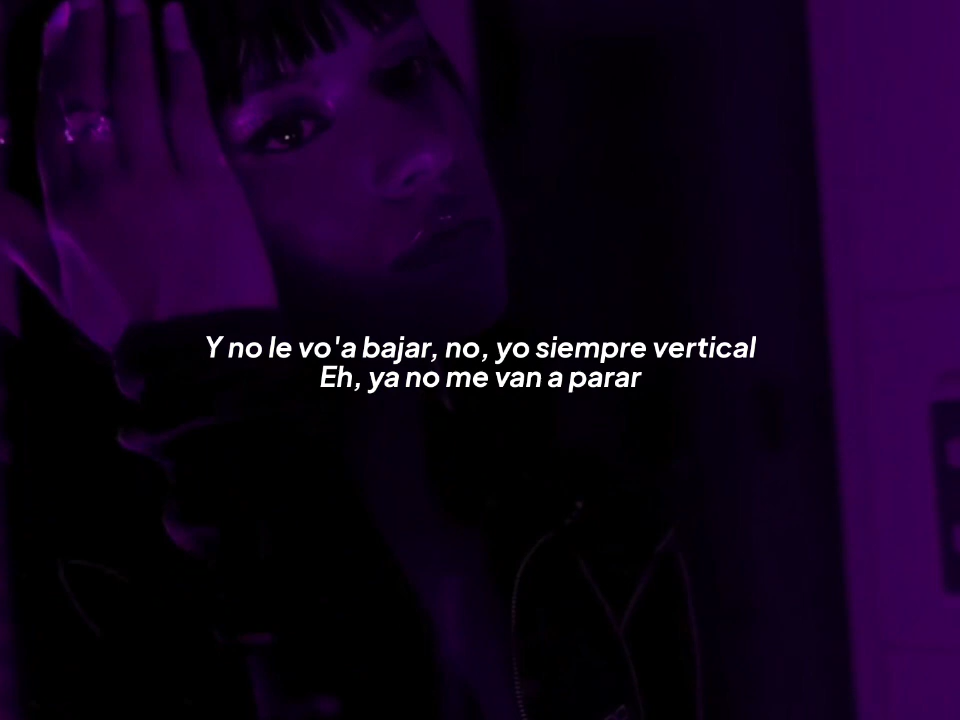 Y no le vo'a bajar, no, yo siempre vertical
Eh, ya no me van a parar